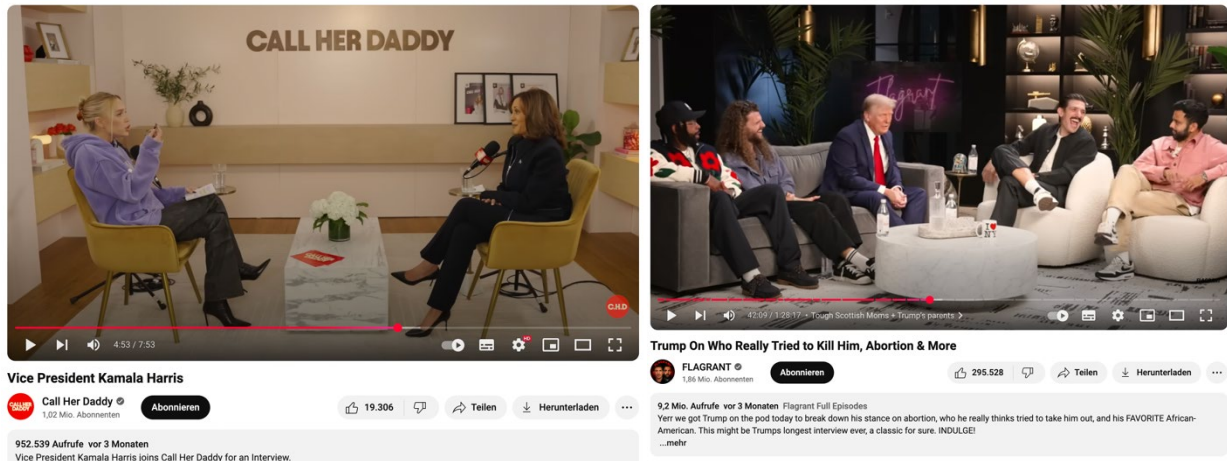 CALL HER DADDY
C.H.D
4:53 / 7:53
HD
Vice President Kamala Harris
CALL HER DADDY
Call Her Daddy
1,02 Mio. Abonnenten
Abonnieren
19.306
Teilen
Herunterladen
952.539 Aufrufe vor 3 Monaten
Vice President Kamala Harris joins Call Her Daddy for an Interview.
Flagrant
I ♥ NY
42:09 / 1:28:17 • Tough Scottish Moms + Trump's parents
Trump On Who Really Tried to Kill Him, Abortion & More
FLAGRANT
1,86 Mio. Abonnenten
Abonnieren
295.528
Teilen
Herunterladen
9,2 Mio. Aufrufe vor 3 Monaten Flagrant Full Episodes
Yerr we got Trump on the pod today to break down his stance on abortion, who he really thinks tried to take him out, and his FAVORITE African-
American. This might be Trumps longest interview ever, a classic for sure. INDULGE!
...mehr